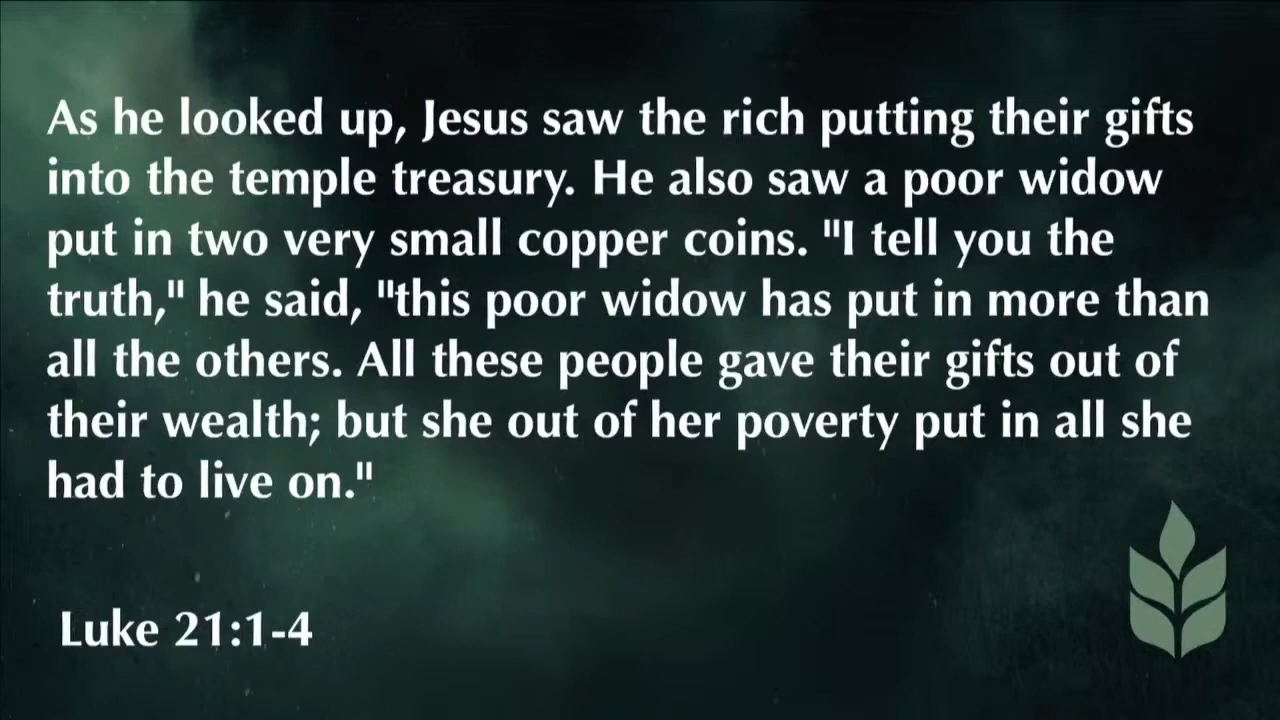 As he looked up, Jesus saw the rich putting their gifts
into the temple treasury. He also saw a poor widow
put in two very small copper coins. "I tell you the
truth," he said, "this poor widow has put in more than
all the others. All these people gave their gifts out of
their wealth; but she out of her poverty put in all she
had to live on."
Luke 21:1-4